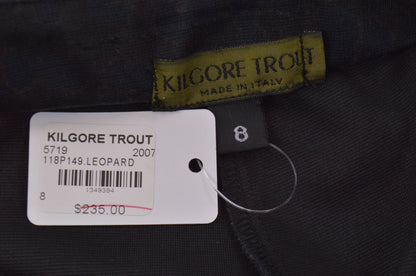 KILGORE TROUT
MADE IN ITALY
8
KILGORE TROUT
5719 2007
118P149.LEOPARD
1349394
8
$235.00